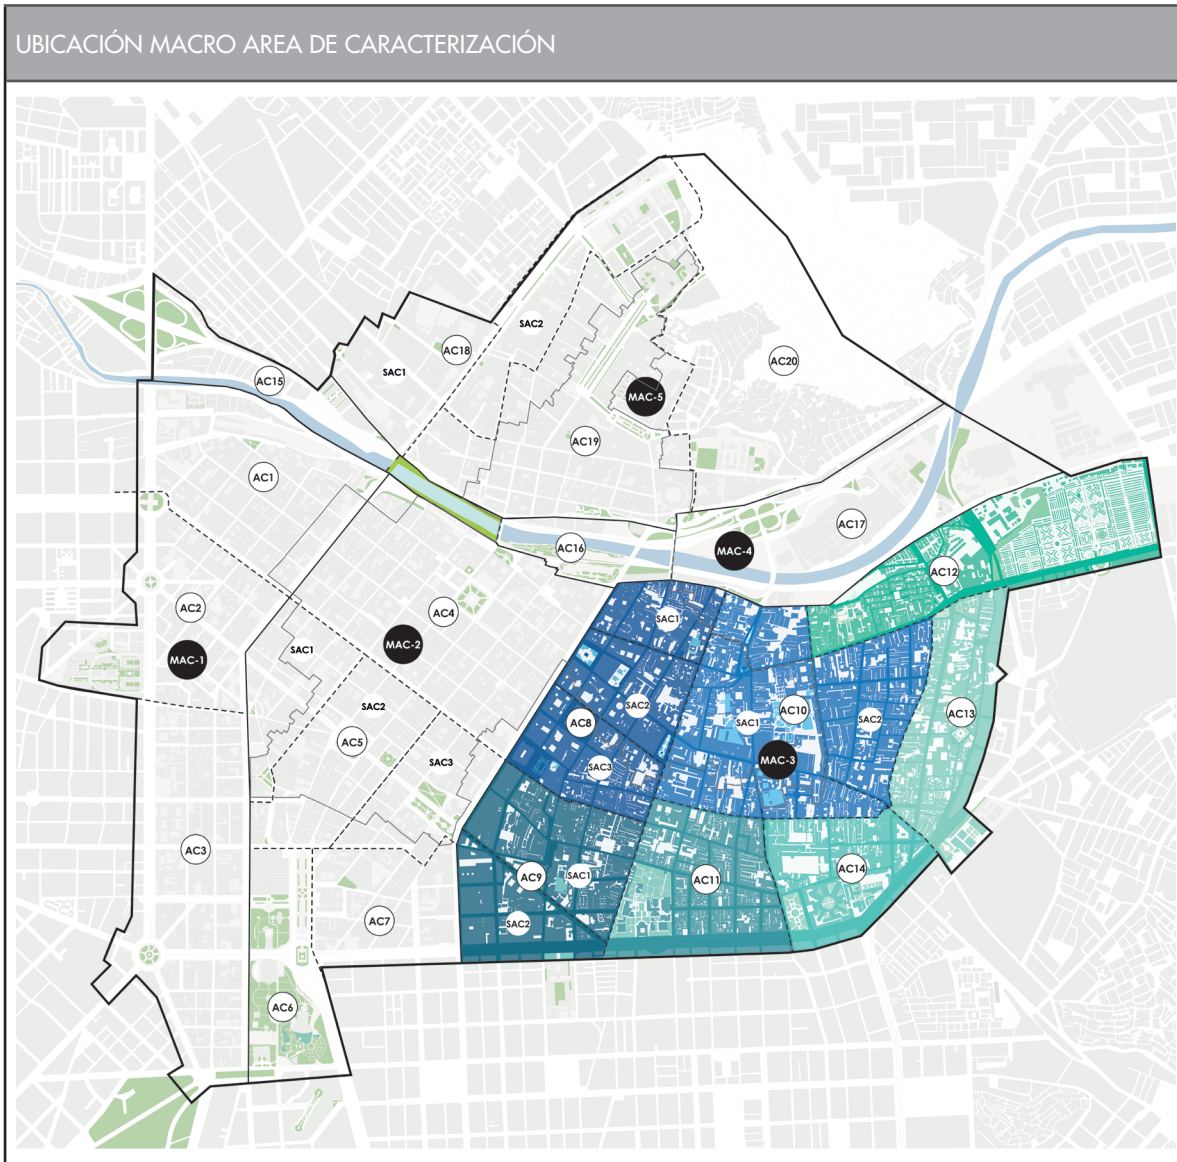 UBICACIÓN MACRO AREA DE CARACTERIZACIÓN
SAC2
AC18
AC20
SAC1
AC15
MAC-5
AC19
AC1
AC17
AC16
MAC-4
AC12
AC2
AC4
SAC1
MAC-1
MAC-2
SAC1
SAC2
SAC2
AC10
AC13
AC8
SAC1
SAC2
AC5
SAC3
SAC3
MAC-3
AC3
AC9
SAC1
AC11
AC14
AC7
SAC2
AC6